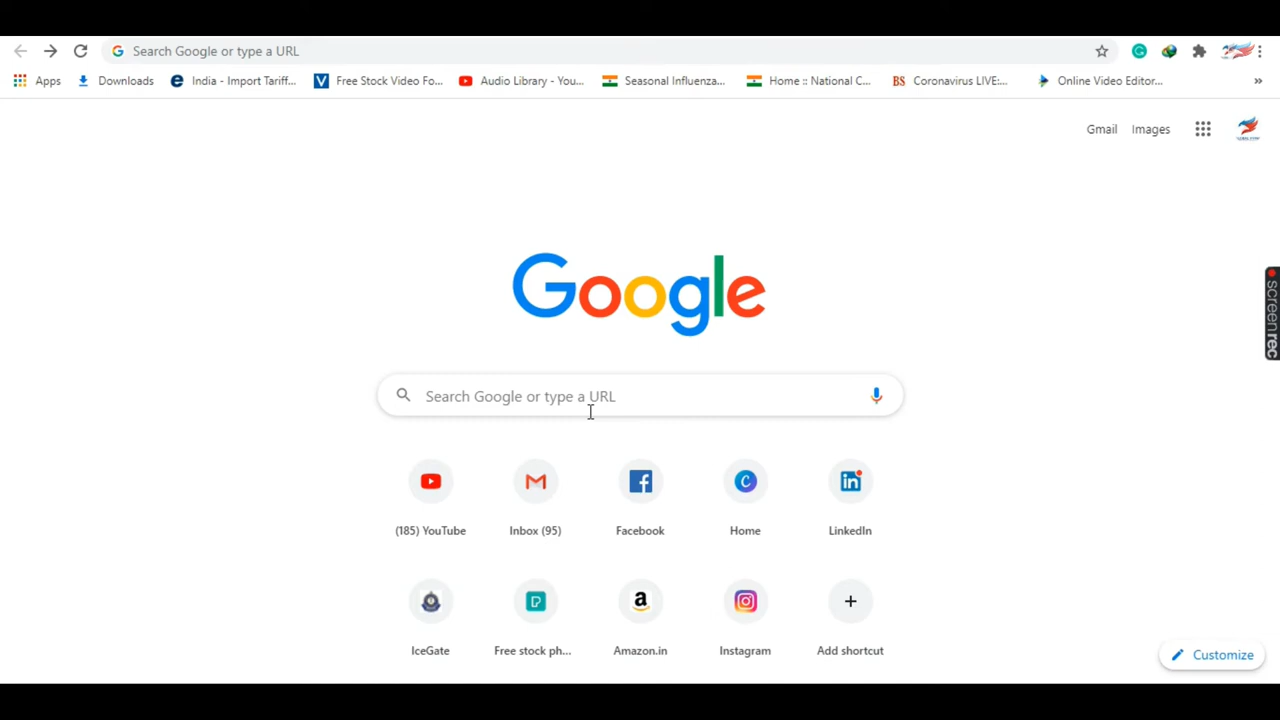 Search Google or type a URL
Apps Downloads India - Import Tariff... Free Stock Video Fo... Audio Library - You... Seasonal Influenza... Home :: National C... BS Coronavirus LIVE:... Online Video Editor... »
Gmail Images
Google
Search Google or type a URL
(185) YouTube Inbox (95) Facebook Home LinkedIn
IceGate Free stock ph... Amazon.in Instagram Add shortcut
Customize
screenrec